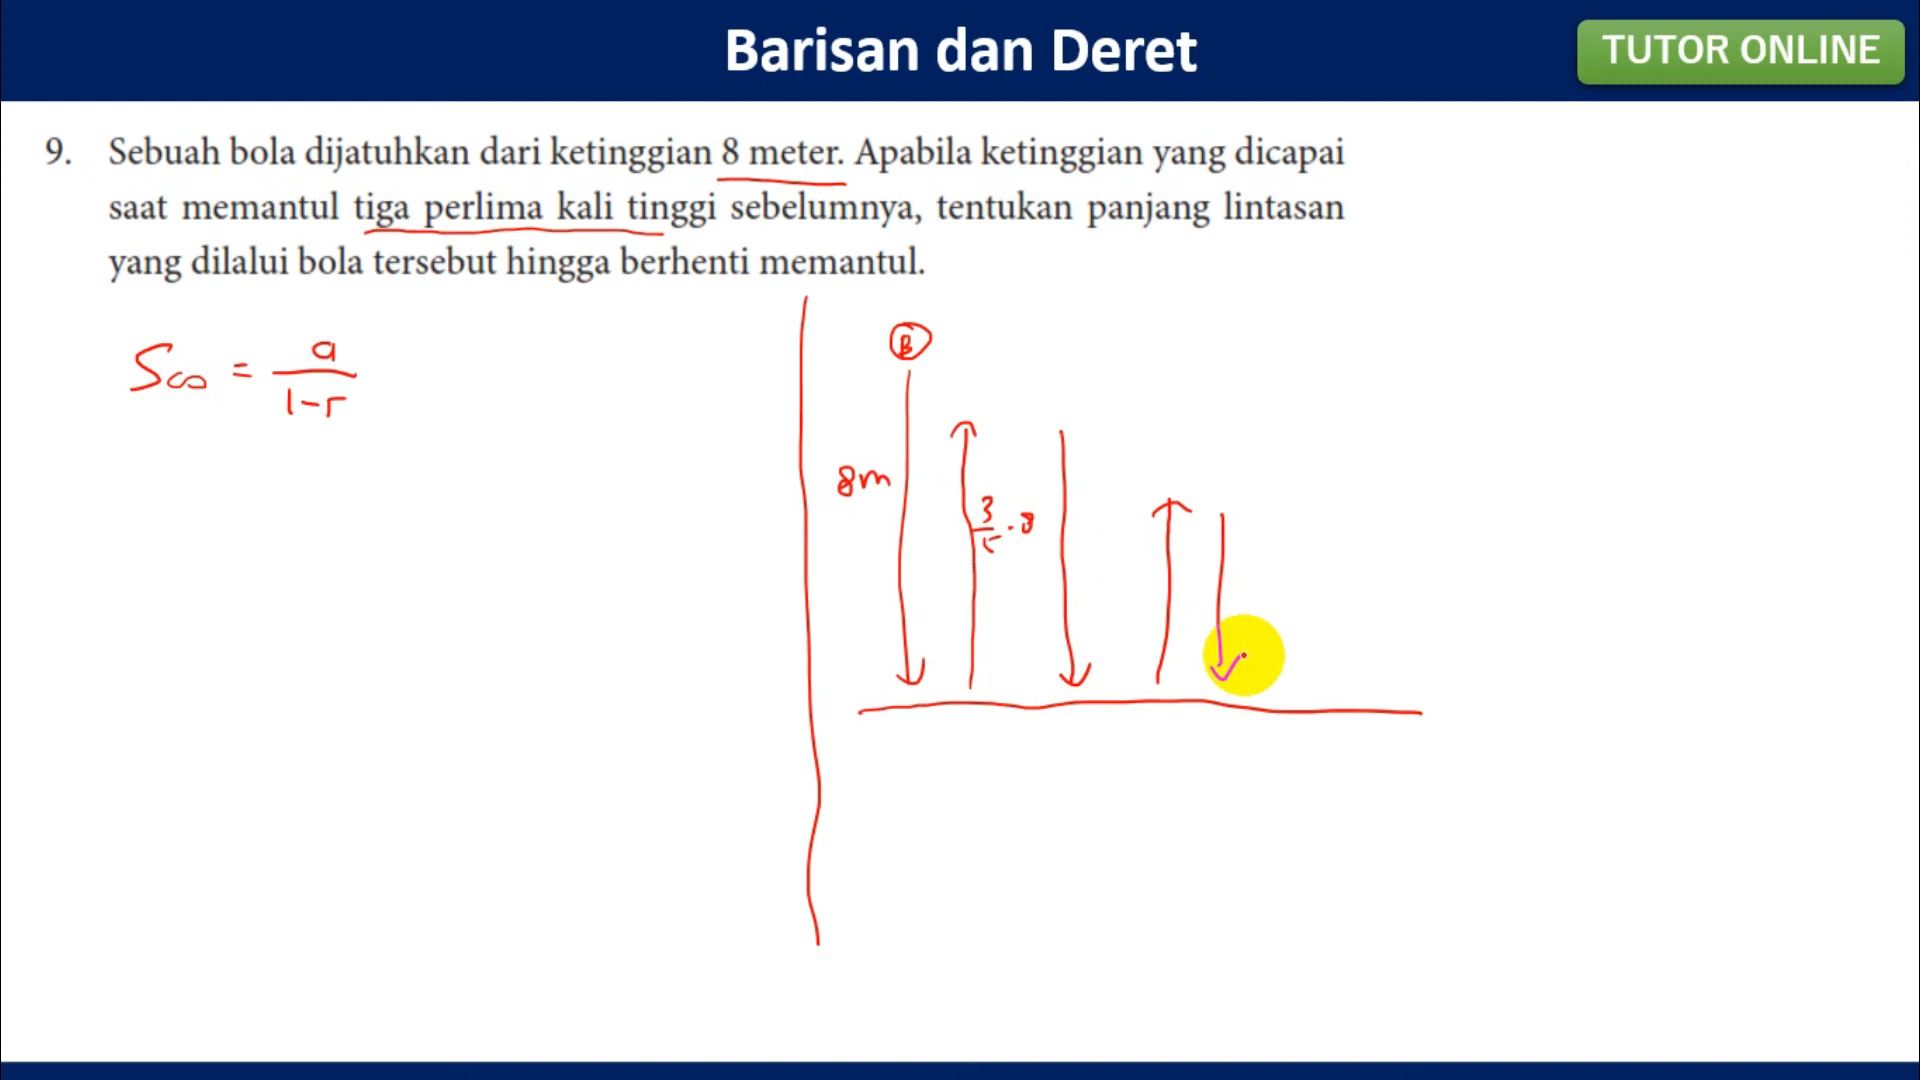 Barisan dan Deret
TUTOR ONLINE
9. Sebuah bola dijatuhkan dari ketinggian 8 meter. Apabila ketinggian yang dicapai
saat memantul tiga perlima kali tinggi sebelumnya, tentukan panjang lintasan
yang dilalui bola tersebut hingga berhenti memantul.
S∞ = a
1-r
B
8m
3
5 · 8